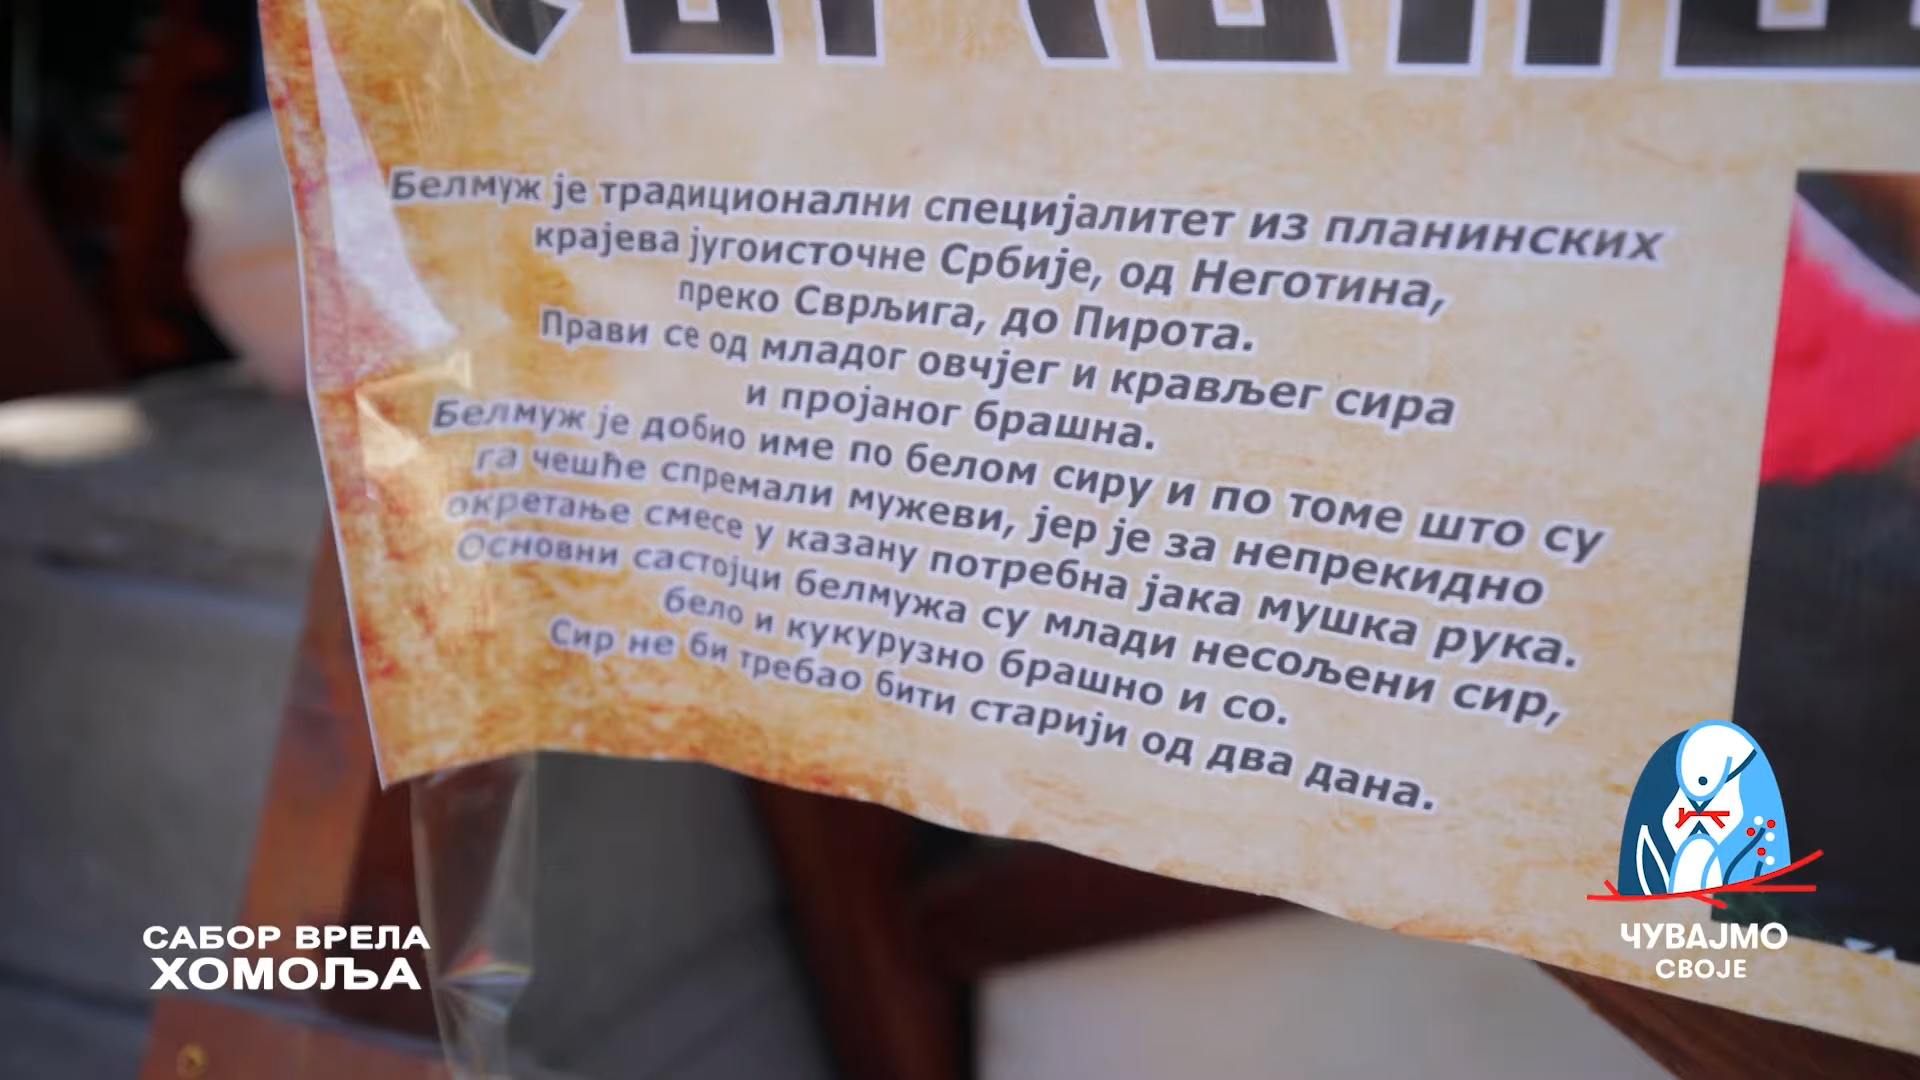 Белмуж је традиционални специјалитет из планинских
крајева југоисточне Србије, од Неготина,
преко Сврљига, до Пирота.
Прави се од младог овчјег и крављег сира
и пројаног брашна.
Белмуж је добио име по белом сиру и по томе што су
га чешће спремали мужеви, јер је за непрекидно
окретање смесе у казану потребна јака мушка рука.
Основни састојци белмужа су млади несољени сир,
бело и кукурузно брашно и со.
Сир не би требао бити старији од два дана.
САБОР ВРЕЛА
ХОМОЉА
ЧУВАЈМО
СВОЈЕ